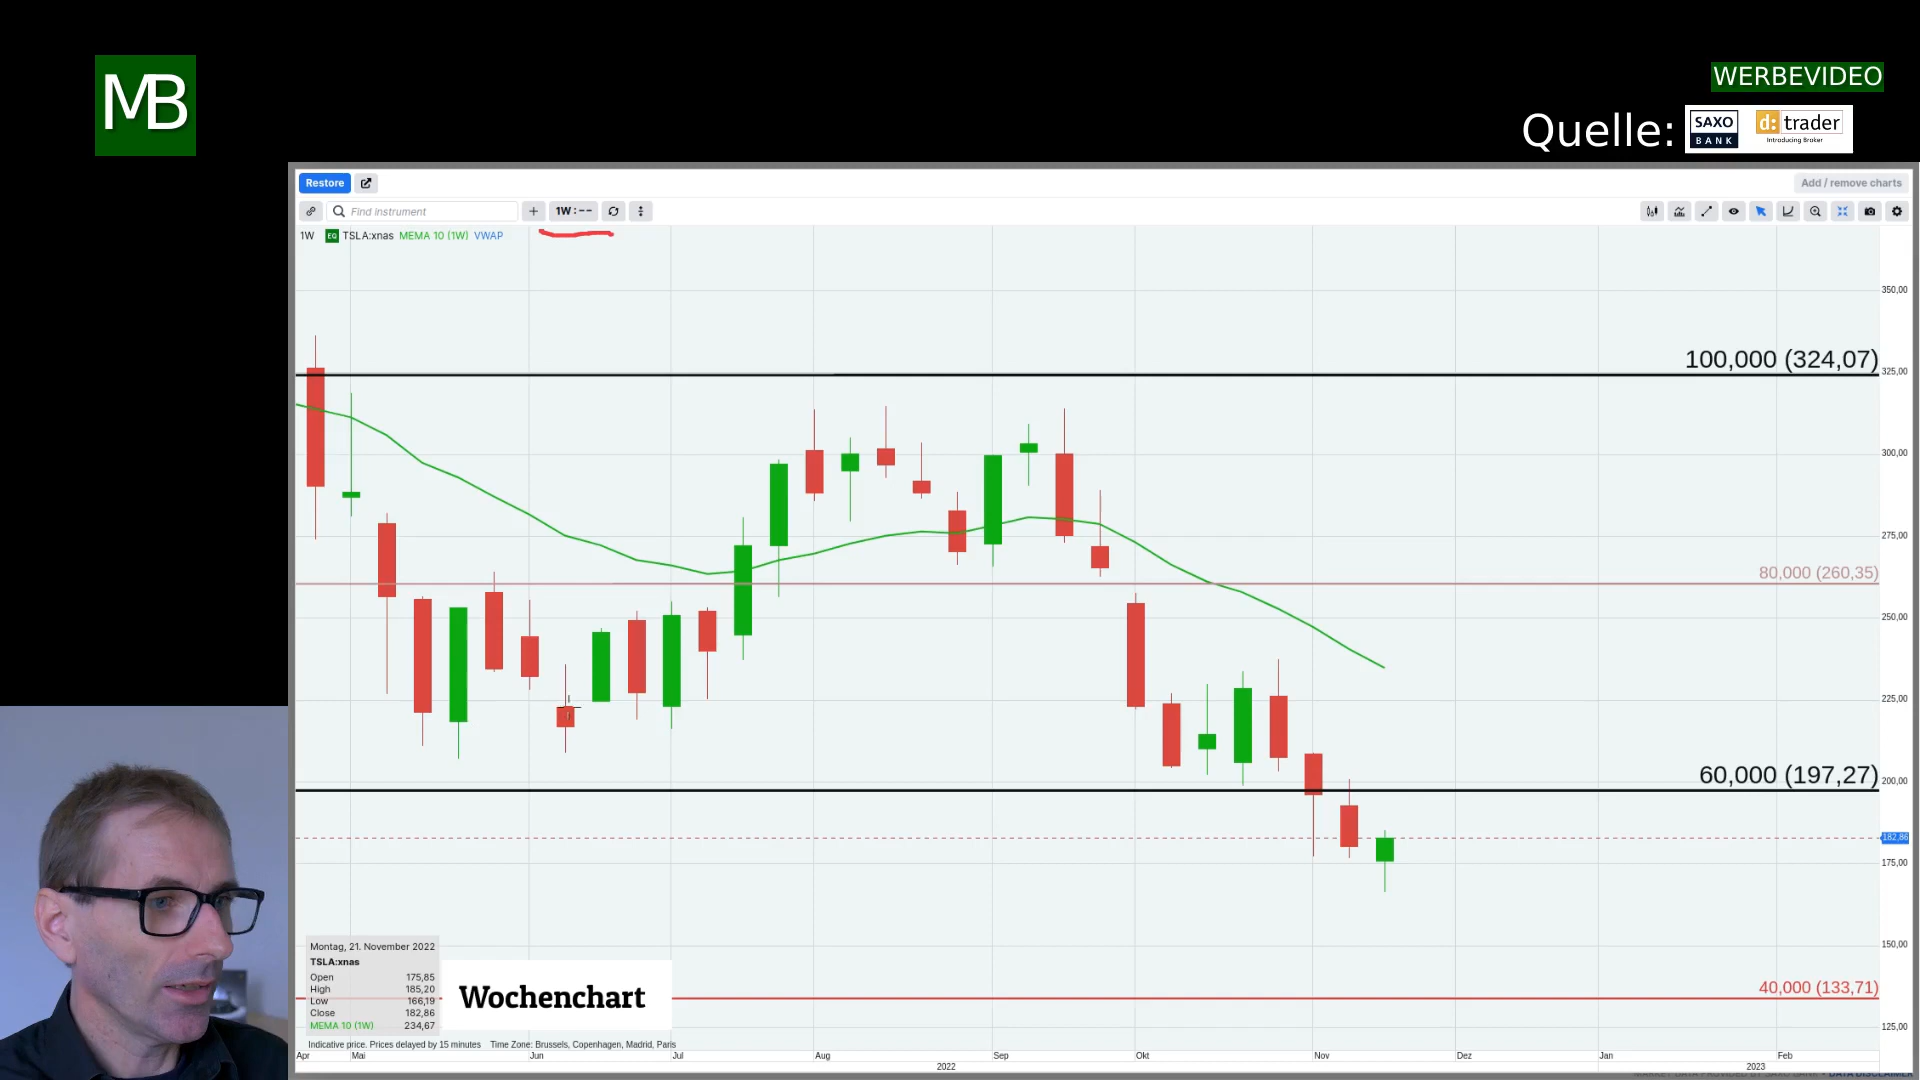 MB
WERBEVIDEO
Quelle: SAXO BANK d: trader Introducing Broker
Restore
Add / remove charts
Find instrument
1W : --
1W EQ TSLA:xnas MEMA 10 (1W) VWAP
350,00
100,000 (324,07)
325,00
300,00
275,00
80,000 (260,35)
250,00
225,00
60,000 (197,27)
200,00
182,86
175,00
150,00
40,000 (133,71)
125,00
Montag, 21. November 2022
TSLA:xnas
Open 175,85
High 185,20
Low 166,19
Close 182,86
MEMA 10 (1W) 234,67
Wochenchart
Indicative price. Prices delayed by 15 minutes Time Zone: Brussels, Copenhagen, Madrid, Paris
Apr Mai Jun Jul Aug Sep Okt Nov Dez Jan Feb
2022 2023